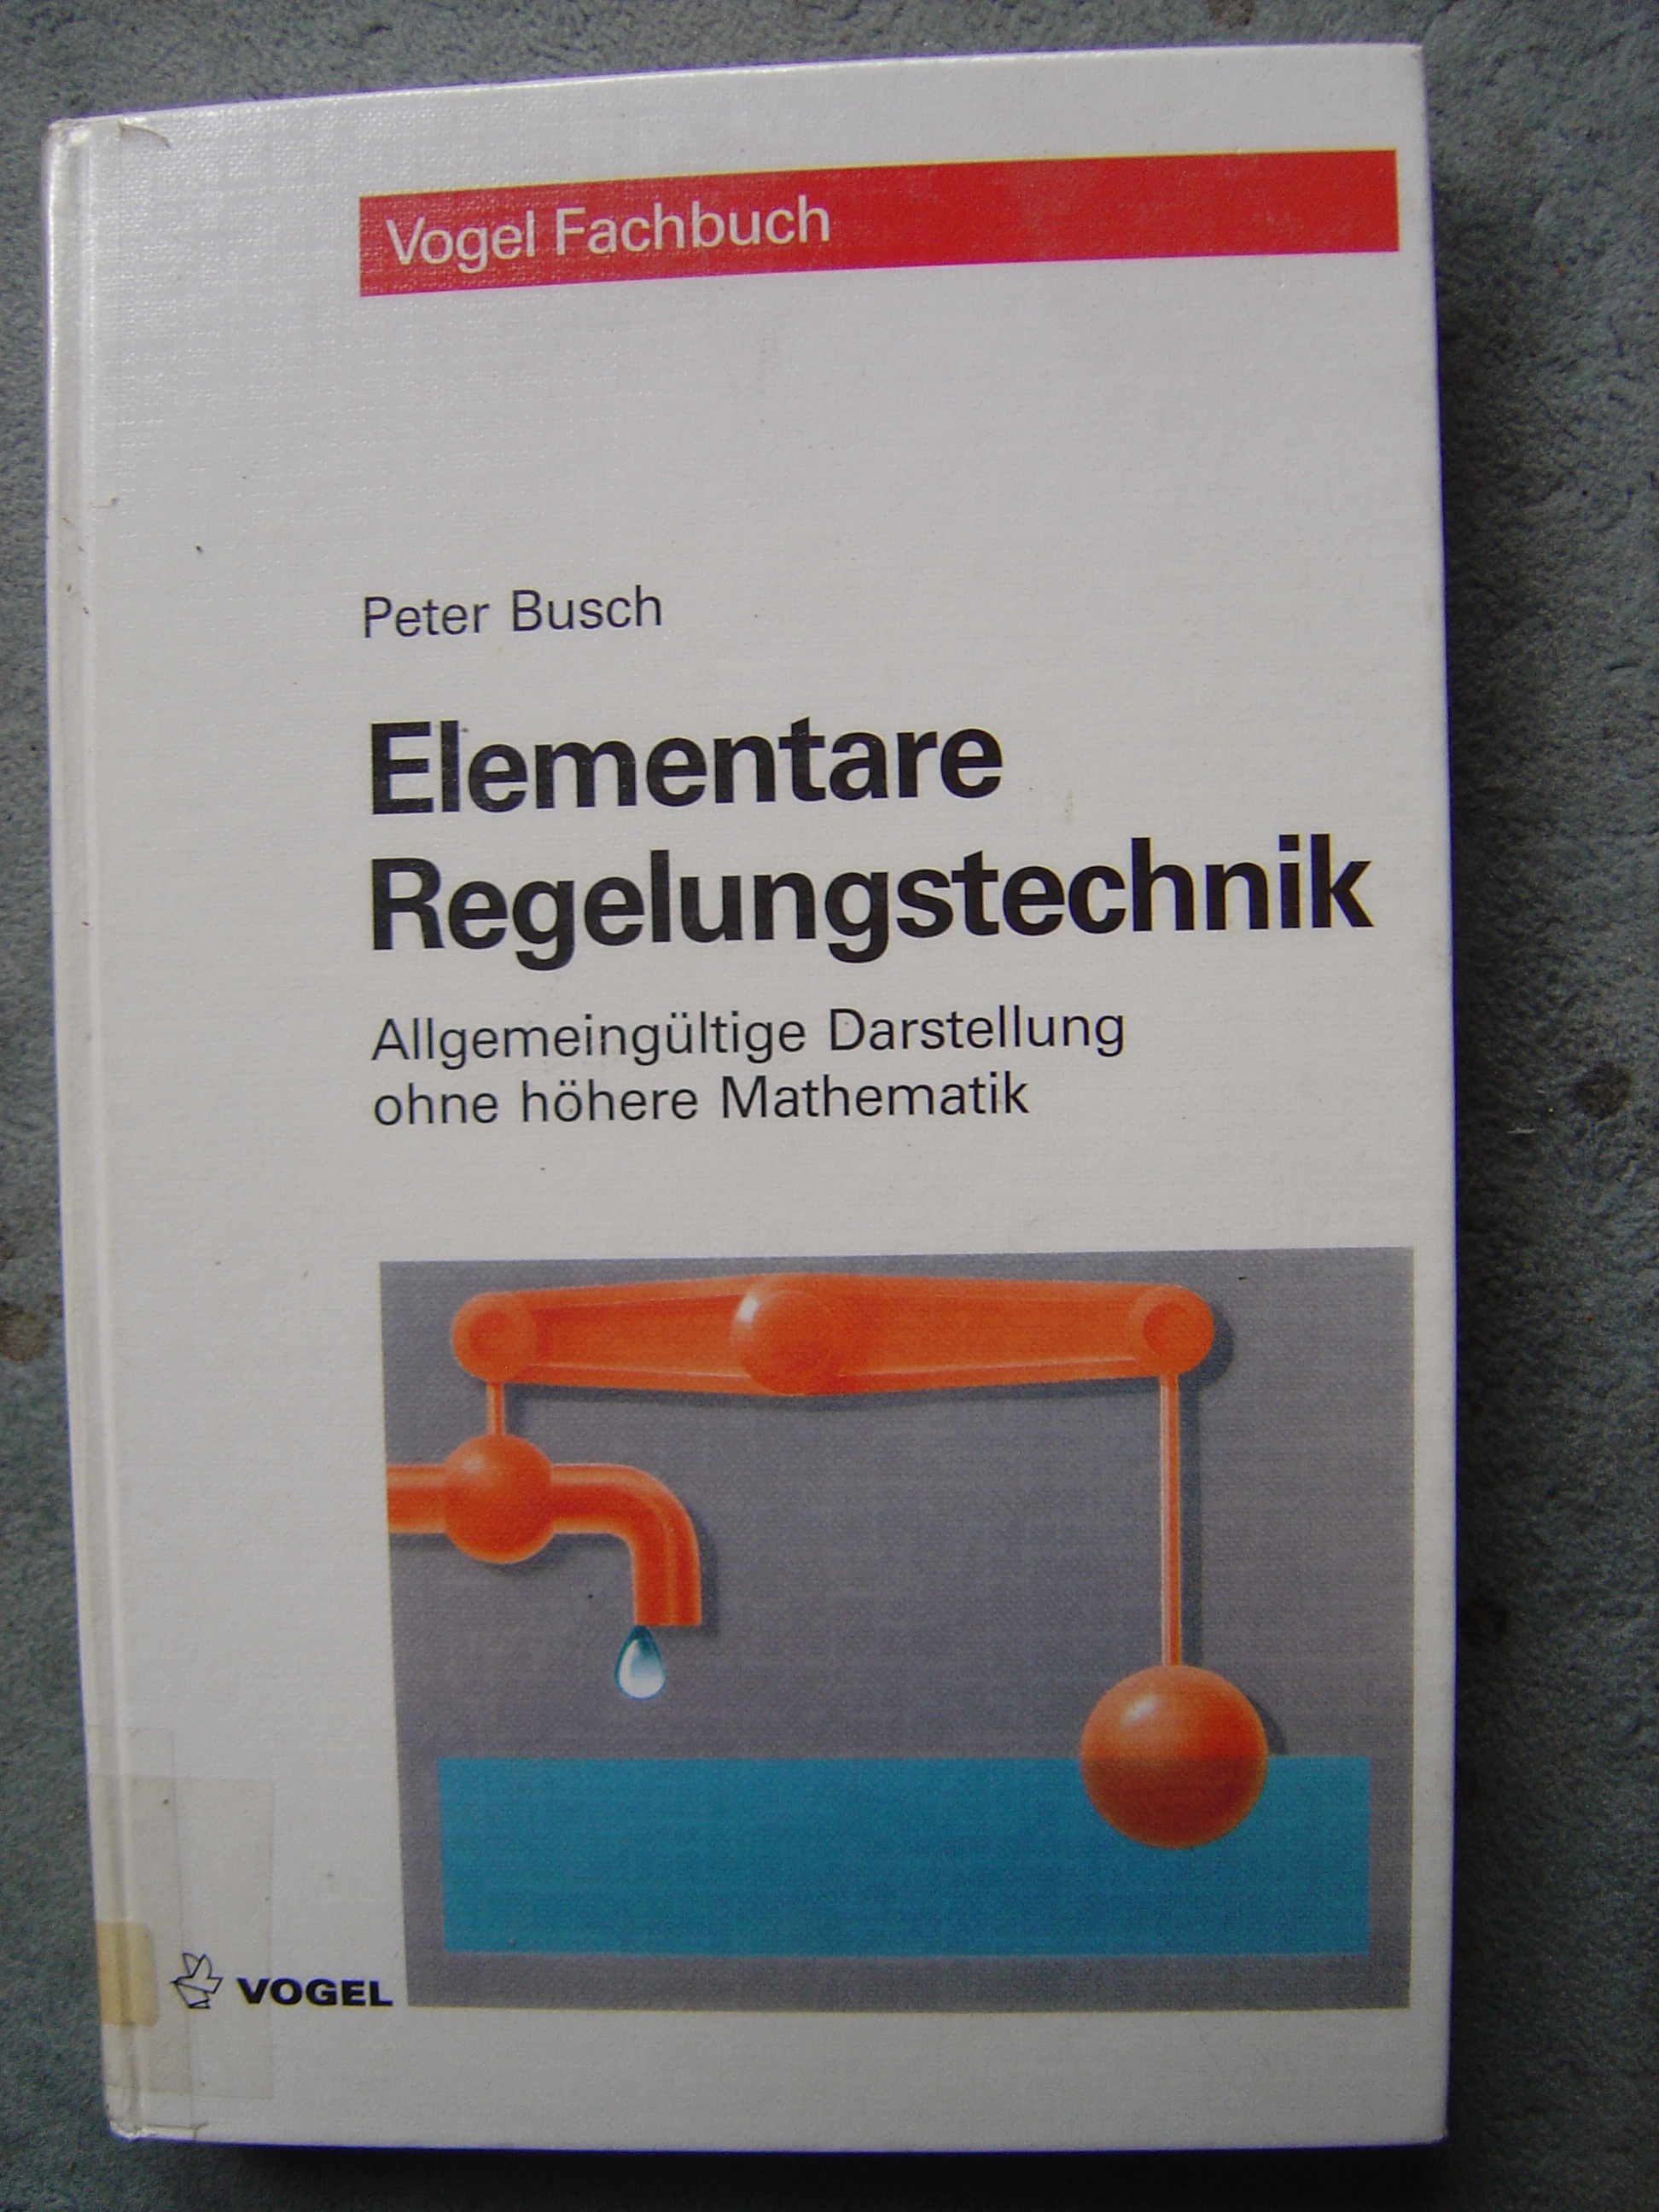 Vogel Fachbuch
Peter Busch
Elementare
Regelungstechnik
Allgemeingültige Darstellung
ohne höhere Mathematik
VOGEL